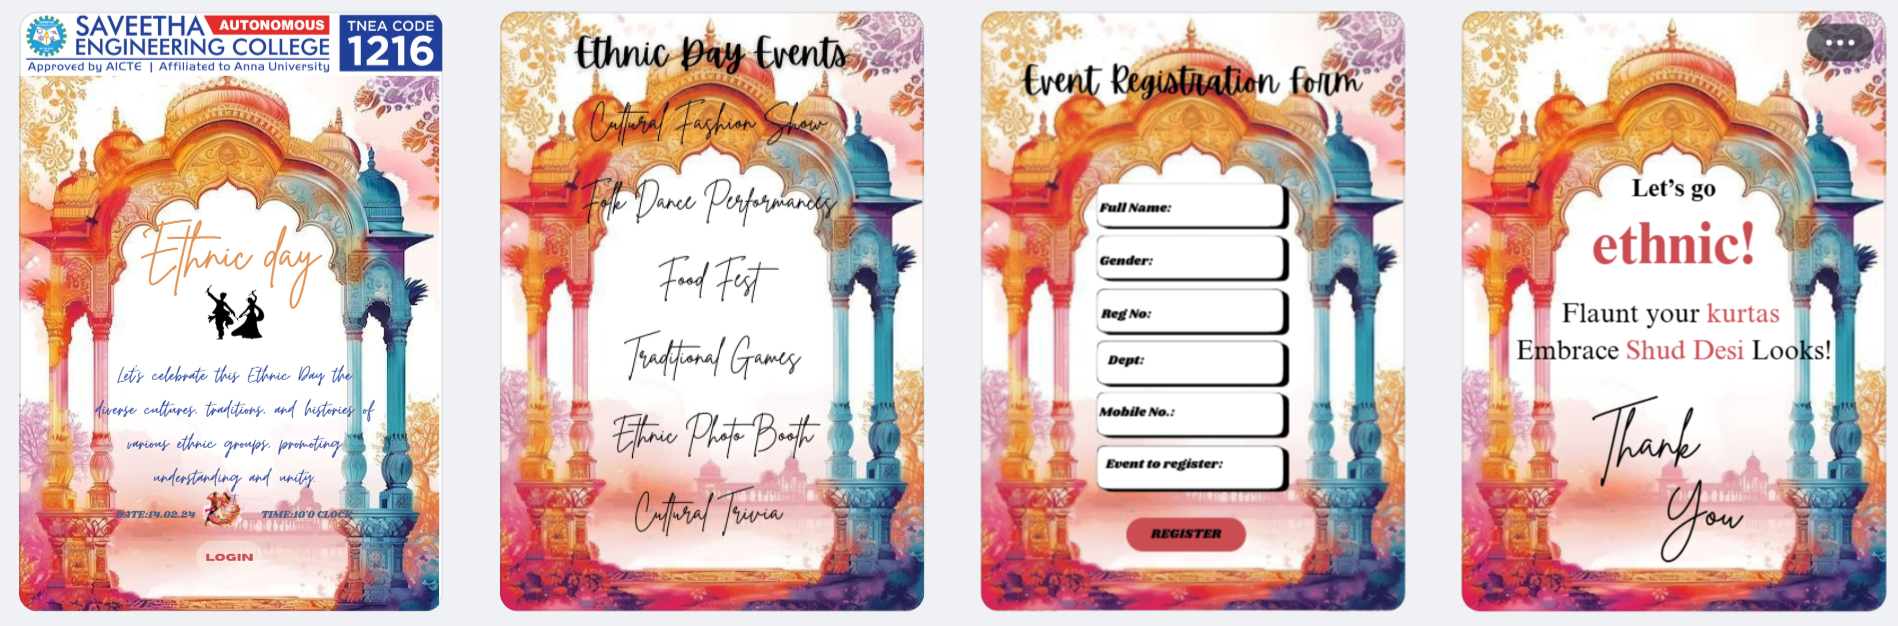 SAVEETHA AUTONOMOUS
ENGINEERING COLLEGE
Approved by AICTE | Affiliated to Anna University
TNEA CODE
1216
Ethnic day
Let's celebrate this Ethnic Day the
diverse cultures, traditions, and histories of
various ethnic groups, promoting
understanding and unity.
DATE:14.02.24 TIME:10'O CLOCK
LOGIN
Ethnic Day Events
Cultural Fashion Show
Folk Dance Performances
Food Fest
Traditional Games
Ethnic Photo Booth
Cultural Trivia
Event Registration Form
Full Name:
Gender:
Reg No:
Dept:
Mobile No.:
Event to register:
REGISTER
Let's go
ethnic!
Flaunt your kurtas
Embrace Shud Desi Looks!
Thank
You